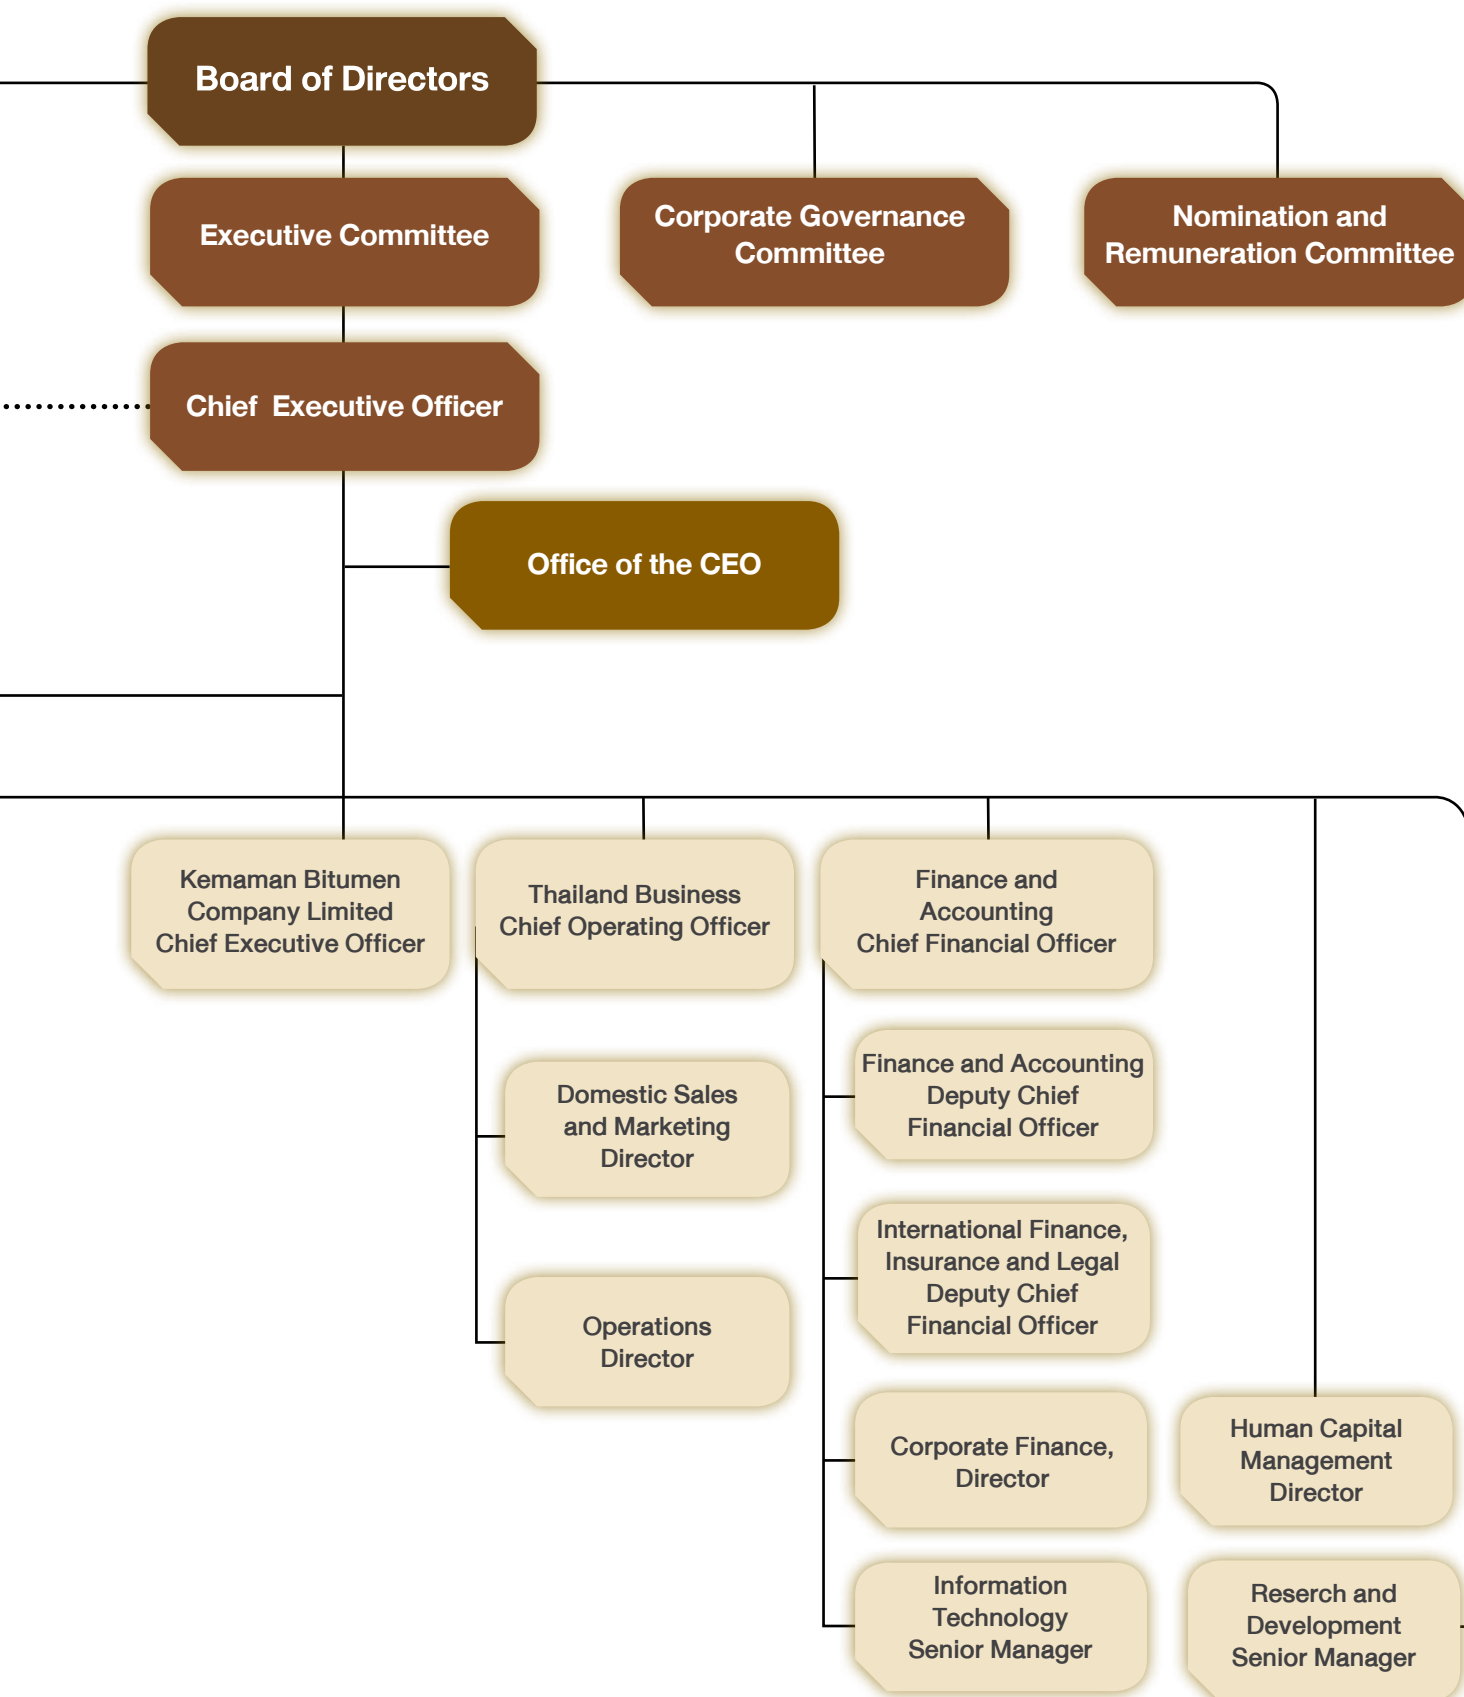 Board of Directors
Executive Committee
Corporate Governance
Committee
Nomination and
Remuneration Committee
Chief Executive Officer
Office of the CEO
Kemaman Bitumen
Company Limited
Chief Executive Officer
Thailand Business
Chief Operating Officer
Finance and
Accounting
Chief Financial Officer
Domestic Sales
and Marketing
Director
Operations
Director
Finance and Accounting
Deputy Chief
Financial Officer
International Finance,
Insurance and Legal
Deputy Chief
Financial Officer
Corporate Finance,
Director
Information
Technology
Senior Manager
Human Capital
Management
Director
Reserch and
Development
Senior Manager